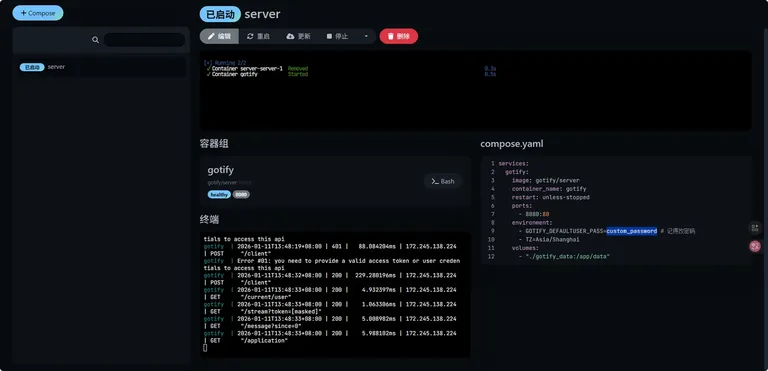 + Compose
已启动 server
已启动 server
编辑 重启 更新 停止 删除
[+] Running 2/2
✓ Container server-server-1 Removed 0.3s
✓ Container gotify Started 0.5s
容器组
gotify
gotify/server
healthy 8080
>_ Bash
终端
tials to access this api
gotify | 2026-01-11T13:48:19+08:00 | 401 | 88.084204ms | 172.245.138.224
| POST "/client"
gotify | Error #01: you need to provide a valid access token or user creden
tials to access this api
gotify | 2026-01-11T13:48:32+08:00 | 200 | 229.280196ms | 172.245.138.224
| POST "/client"
gotify | 2026-01-11T13:48:33+08:00 | 200 | 4.932397ms | 172.245.138.224
| GET "/current/user"
gotify | 2026-01-11T13:48:33+08:00 | 200 | 1.063306ms | 172.245.138.224
| GET "/stream?token=[masked]"
gotify | 2026-01-11T13:48:33+08:00 | 200 | 5.008982ms | 172.245.138.224
| GET "/message?since=0"
gotify | 2026-01-11T13:48:33+08:00 | 200 | 5.988102ms | 172.245.138.224
| GET "/application"
compose.yaml
1 services:
2 gotify:
3 image: gotify/server
4 container_name: gotify
5 restart: unless-stopped
6 ports:
7 - 8080:80
8 environment:
9 - GOTIFY_DEFAULTUSER_PASS=custom_password # 记得改密码
10 - TZ=Asia/Shanghai
11 volumes:
12 - "./gotify_data:/app/data"